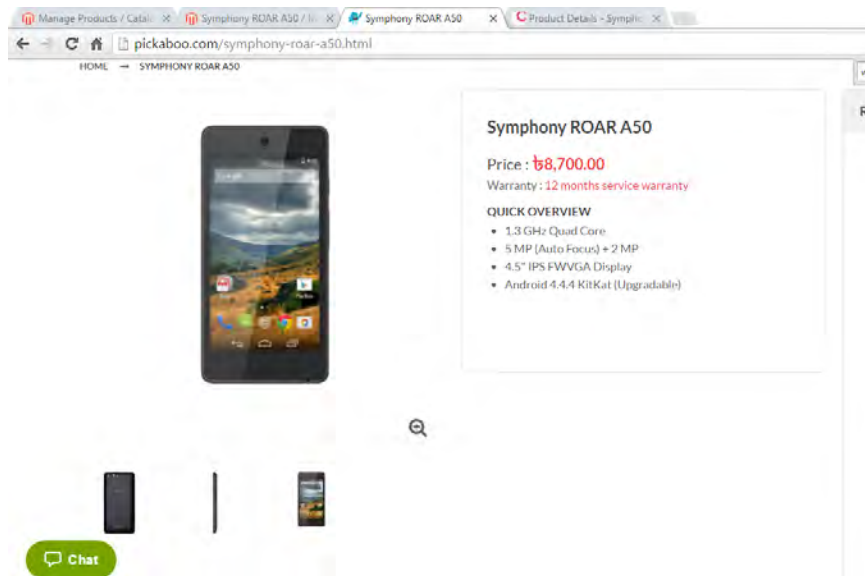 Manage Products / Catal
Symphony ROAR A50 / In
Symphony ROAR A50
Product Details - Symph
pickaboo.com/symphony-roar-a50.html
HOME → SYMPHONY ROAR A50
Symphony ROAR A50
Price : ৳8,700.00
Warranty : 12 months service warranty
QUICK OVERVIEW
• 1.3 GHz Quad Core
• 5 MP (Auto Focus) + 2 MP
• 4.5" IPS FWVGA Display
• Android 4.4.4 KitKat (Upgradable)
Chat